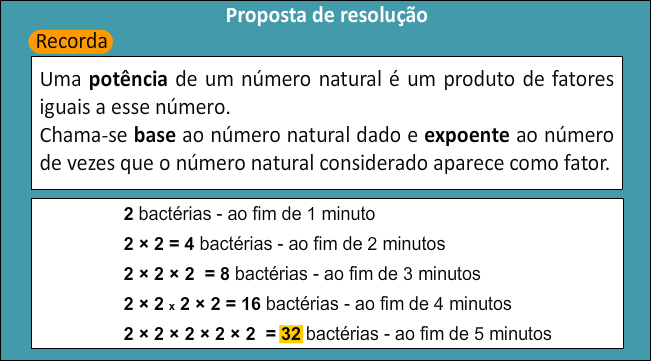 Proposta de resolução
Recorda
Uma potência de um número natural é um produto de fatores
iguais a esse número.
Chama-se base ao número natural dado e expoente ao número
de vezes que o número natural considerado aparece como fator.
2 bactérias - ao fim de 1 minuto
2 × 2 = 4 bactérias - ao fim de 2 minutos
2 × 2 × 2 = 8 bactérias - ao fim de 3 minutos
2 × 2 x 2 × 2 = 16 bactérias - ao fim de 4 minutos
2 × 2 × 2 × 2 × 2 = 32 bactérias - ao fim de 5 minutos